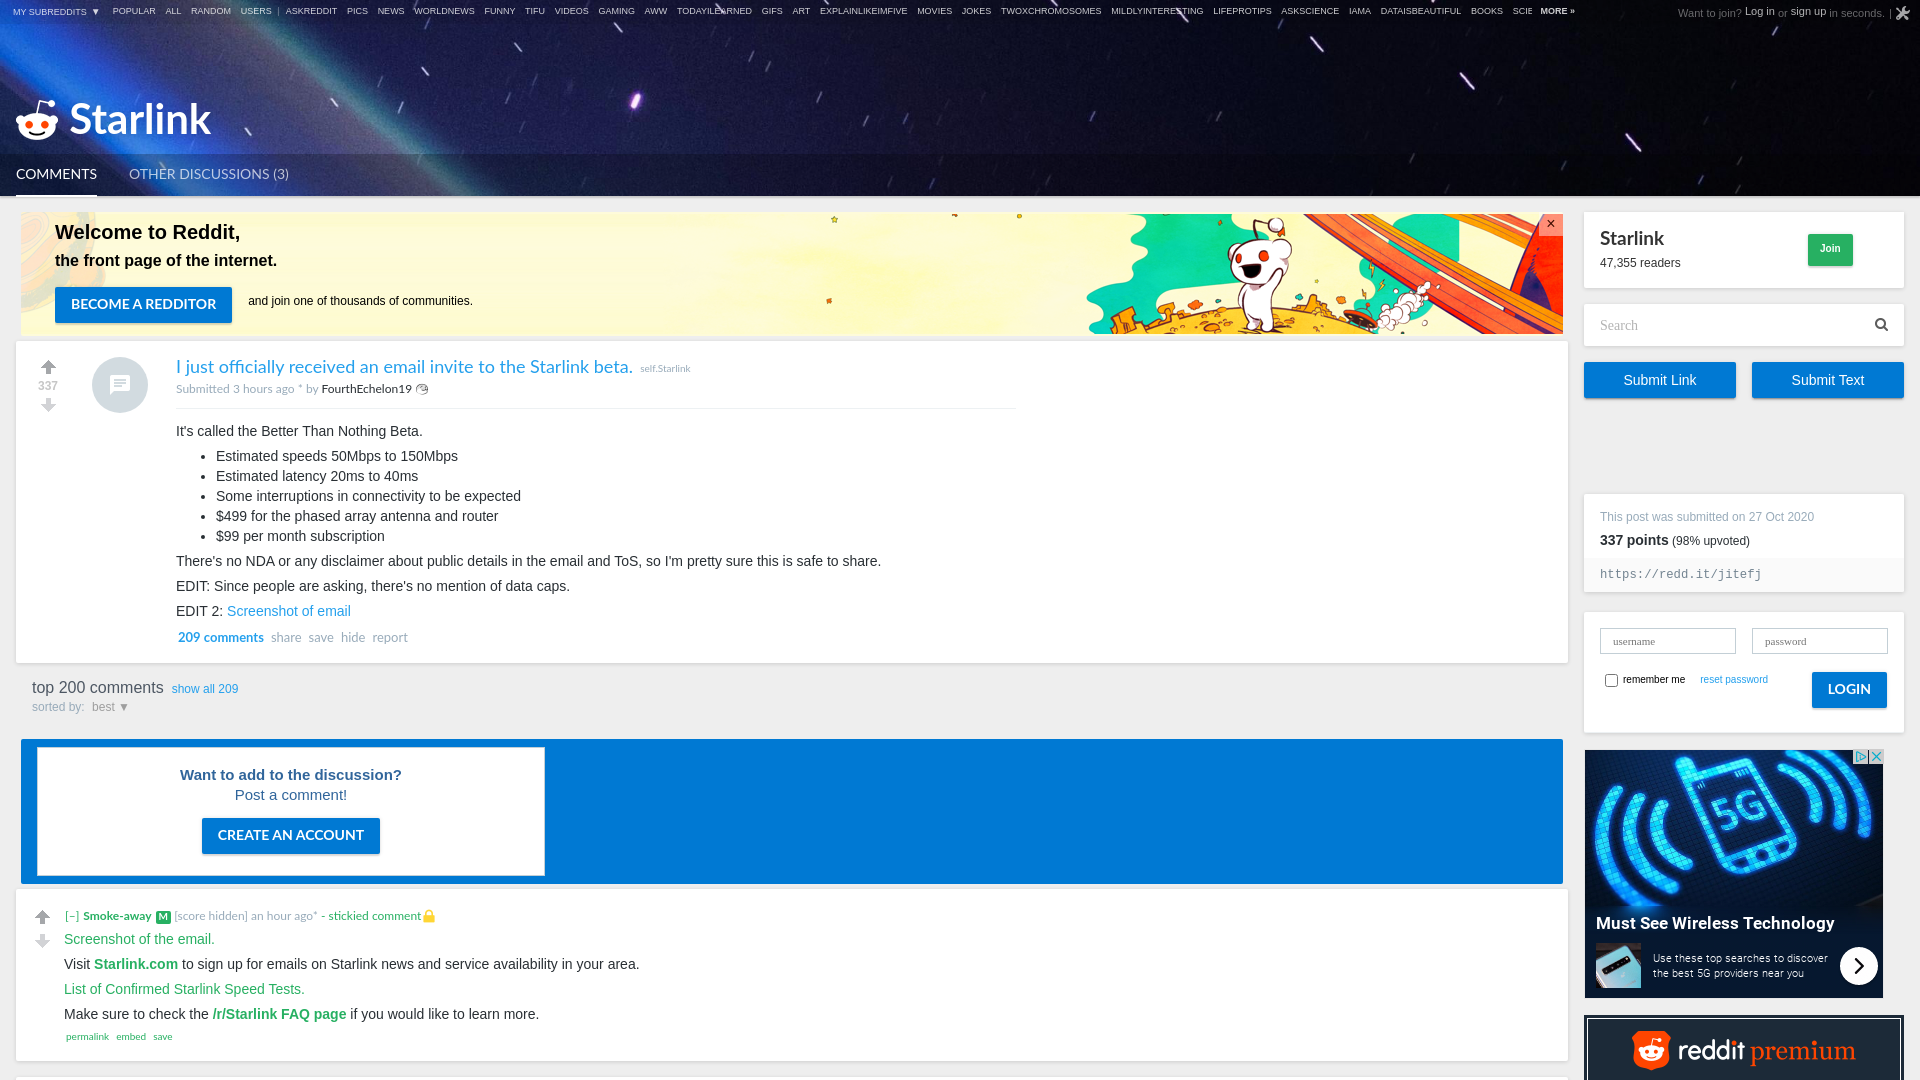 MY SUBREDDITS ▼ POPULAR ALL RANDOM USERS | ASKREDDIT PICS NEWS WORLDNEWS FUNNY TIFU VIDEOS GAMING AWW TODAYILEARNED GIFS ART EXPLAINLIKEIMFIVE MOVIES JOKES TWOXCHROMOSOMES MILDLYINTERESTING LIFEPROTIPS ASKSCIENCE IAMA DATAISBEAUTIFUL BOOKS SCIE MORE »
Want to join? Log in or sign up in seconds. |
Starlink
COMMENTS OTHER DISCUSSIONS (3)
Welcome to Reddit,
the front page of the internet.
BECOME A REDDITOR and join one of thousands of communities.
×
337
I just officially received an email invite to the Starlink beta. self.Starlink
Submitted 3 hours ago * by FourthEchelon19
It's called the Better Than Nothing Beta.
• Estimated speeds 50Mbps to 150Mbps
• Estimated latency 20ms to 40ms
• Some interruptions in connectivity to be expected
• $499 for the phased array antenna and router
• $99 per month subscription
There's no NDA or any disclaimer about public details in the email and ToS, so I'm pretty sure this is safe to share.
EDIT: Since people are asking, there's no mention of data caps.
EDIT 2: Screenshot of email
209 comments share save hide report
top 200 comments show all 209
sorted by: best ▼
Want to add to the discussion?
Post a comment!
CREATE AN ACCOUNT
[–] Smoke-away M [score hidden] an hour ago* - stickied comment
Screenshot of the email.
Visit Starlink.com to sign up for emails on Starlink news and service availability in your area.
List of Confirmed Starlink Speed Tests.
Make sure to check the /r/Starlink FAQ page if you would like to learn more.
permalink embed save
Starlink
47,355 readers
Join
Search
Submit Link Submit Text
This post was submitted on 27 Oct 2020
337 points (98% upvoted)
https://redd.it/jitefj
username password
remember me reset password LOGIN
5G
Must See Wireless Technology
Use these top searches to discover
the best 5G providers near you
reddit premium